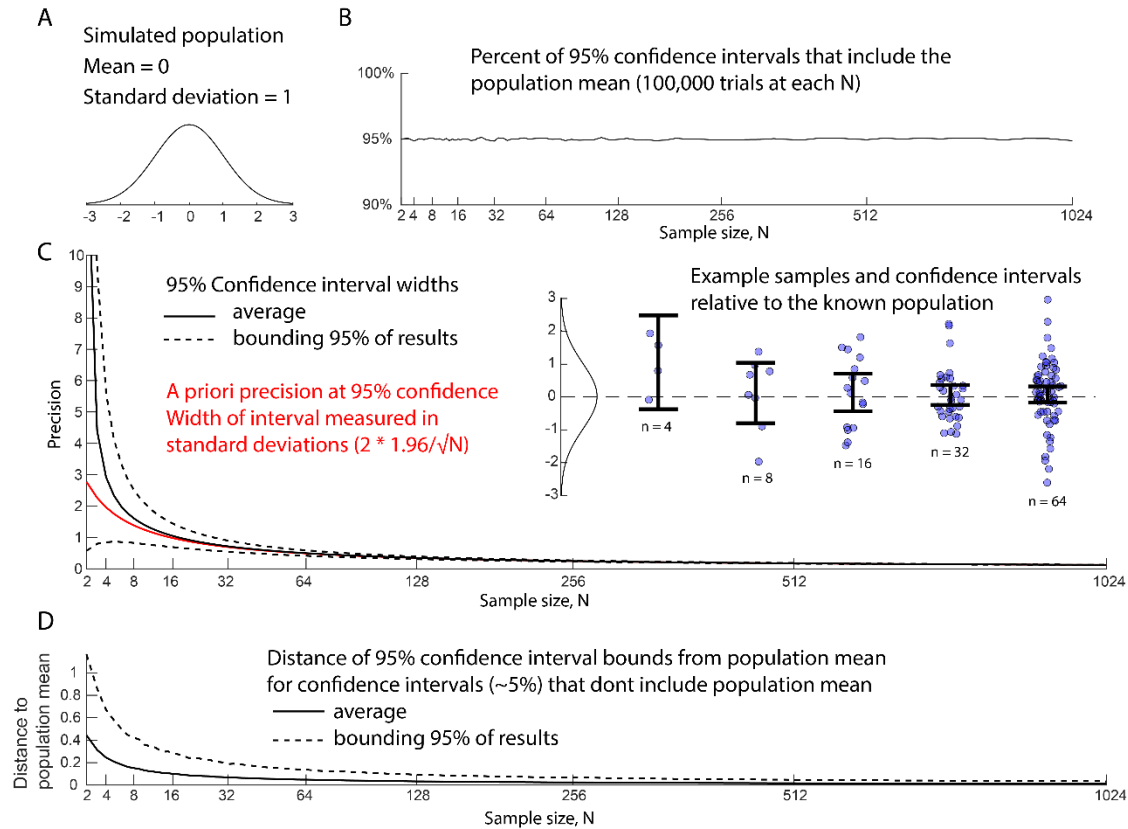 A
Simulated population
Mean = 0
Standard deviation = 1
-3 -2 -1 0 1 2 3
B
Percent of 95% confidence intervals that include the
population mean (100,000 trials at each N)
100%
95%
90%
2 4 8 16 32 64 128 256 512 1024
Sample size, N
C
10
9
8
7
6
5
4
3
2
1
0
Precision
95% Confidence interval widths
average
bounding 95% of results
A priori precision at 95% confidence
Width of interval measured in
standard deviations (2 * 1.96/√N)
2 4 8 16 32 64 128 256 512 1024
Sample size, N
Example samples and confidence intervals
relative to the known population
3
2
1
0
-1
-2
-3
n = 4
n = 8
n = 16
n = 32
n = 64
D
Distance to
population mean
1
0.8
0.6
0.4
0.2
0
Distance of 95% confidence interval bounds from population mean
for confidence intervals (~5%) that dont include population mean
average
bounding 95% of results
2 4 8 16 32 64 128 256 512 1024
Sample size, N